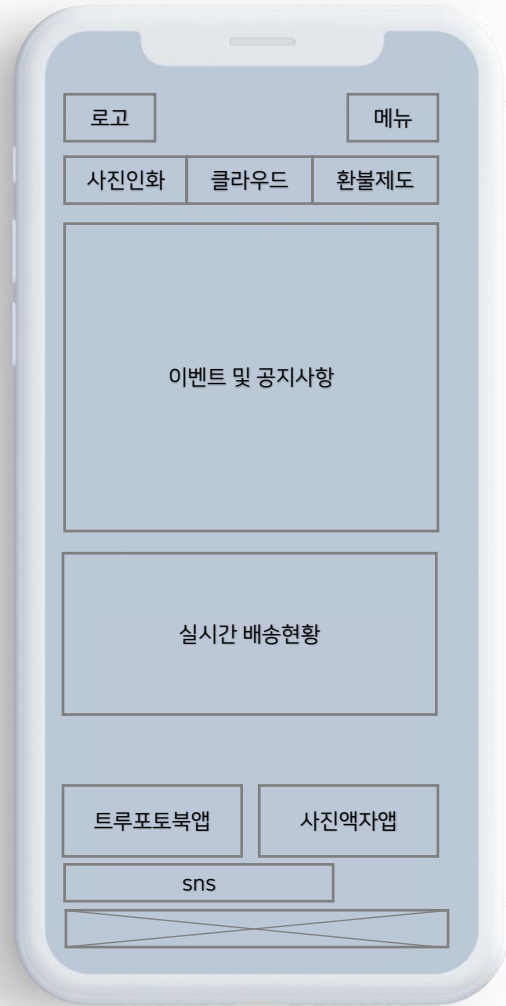 로고
메뉴
사진인화
클라우드
환불제도
이벤트 및 공지사항
실시간 배송현황
트루포토북앱
사진액자앱
sns